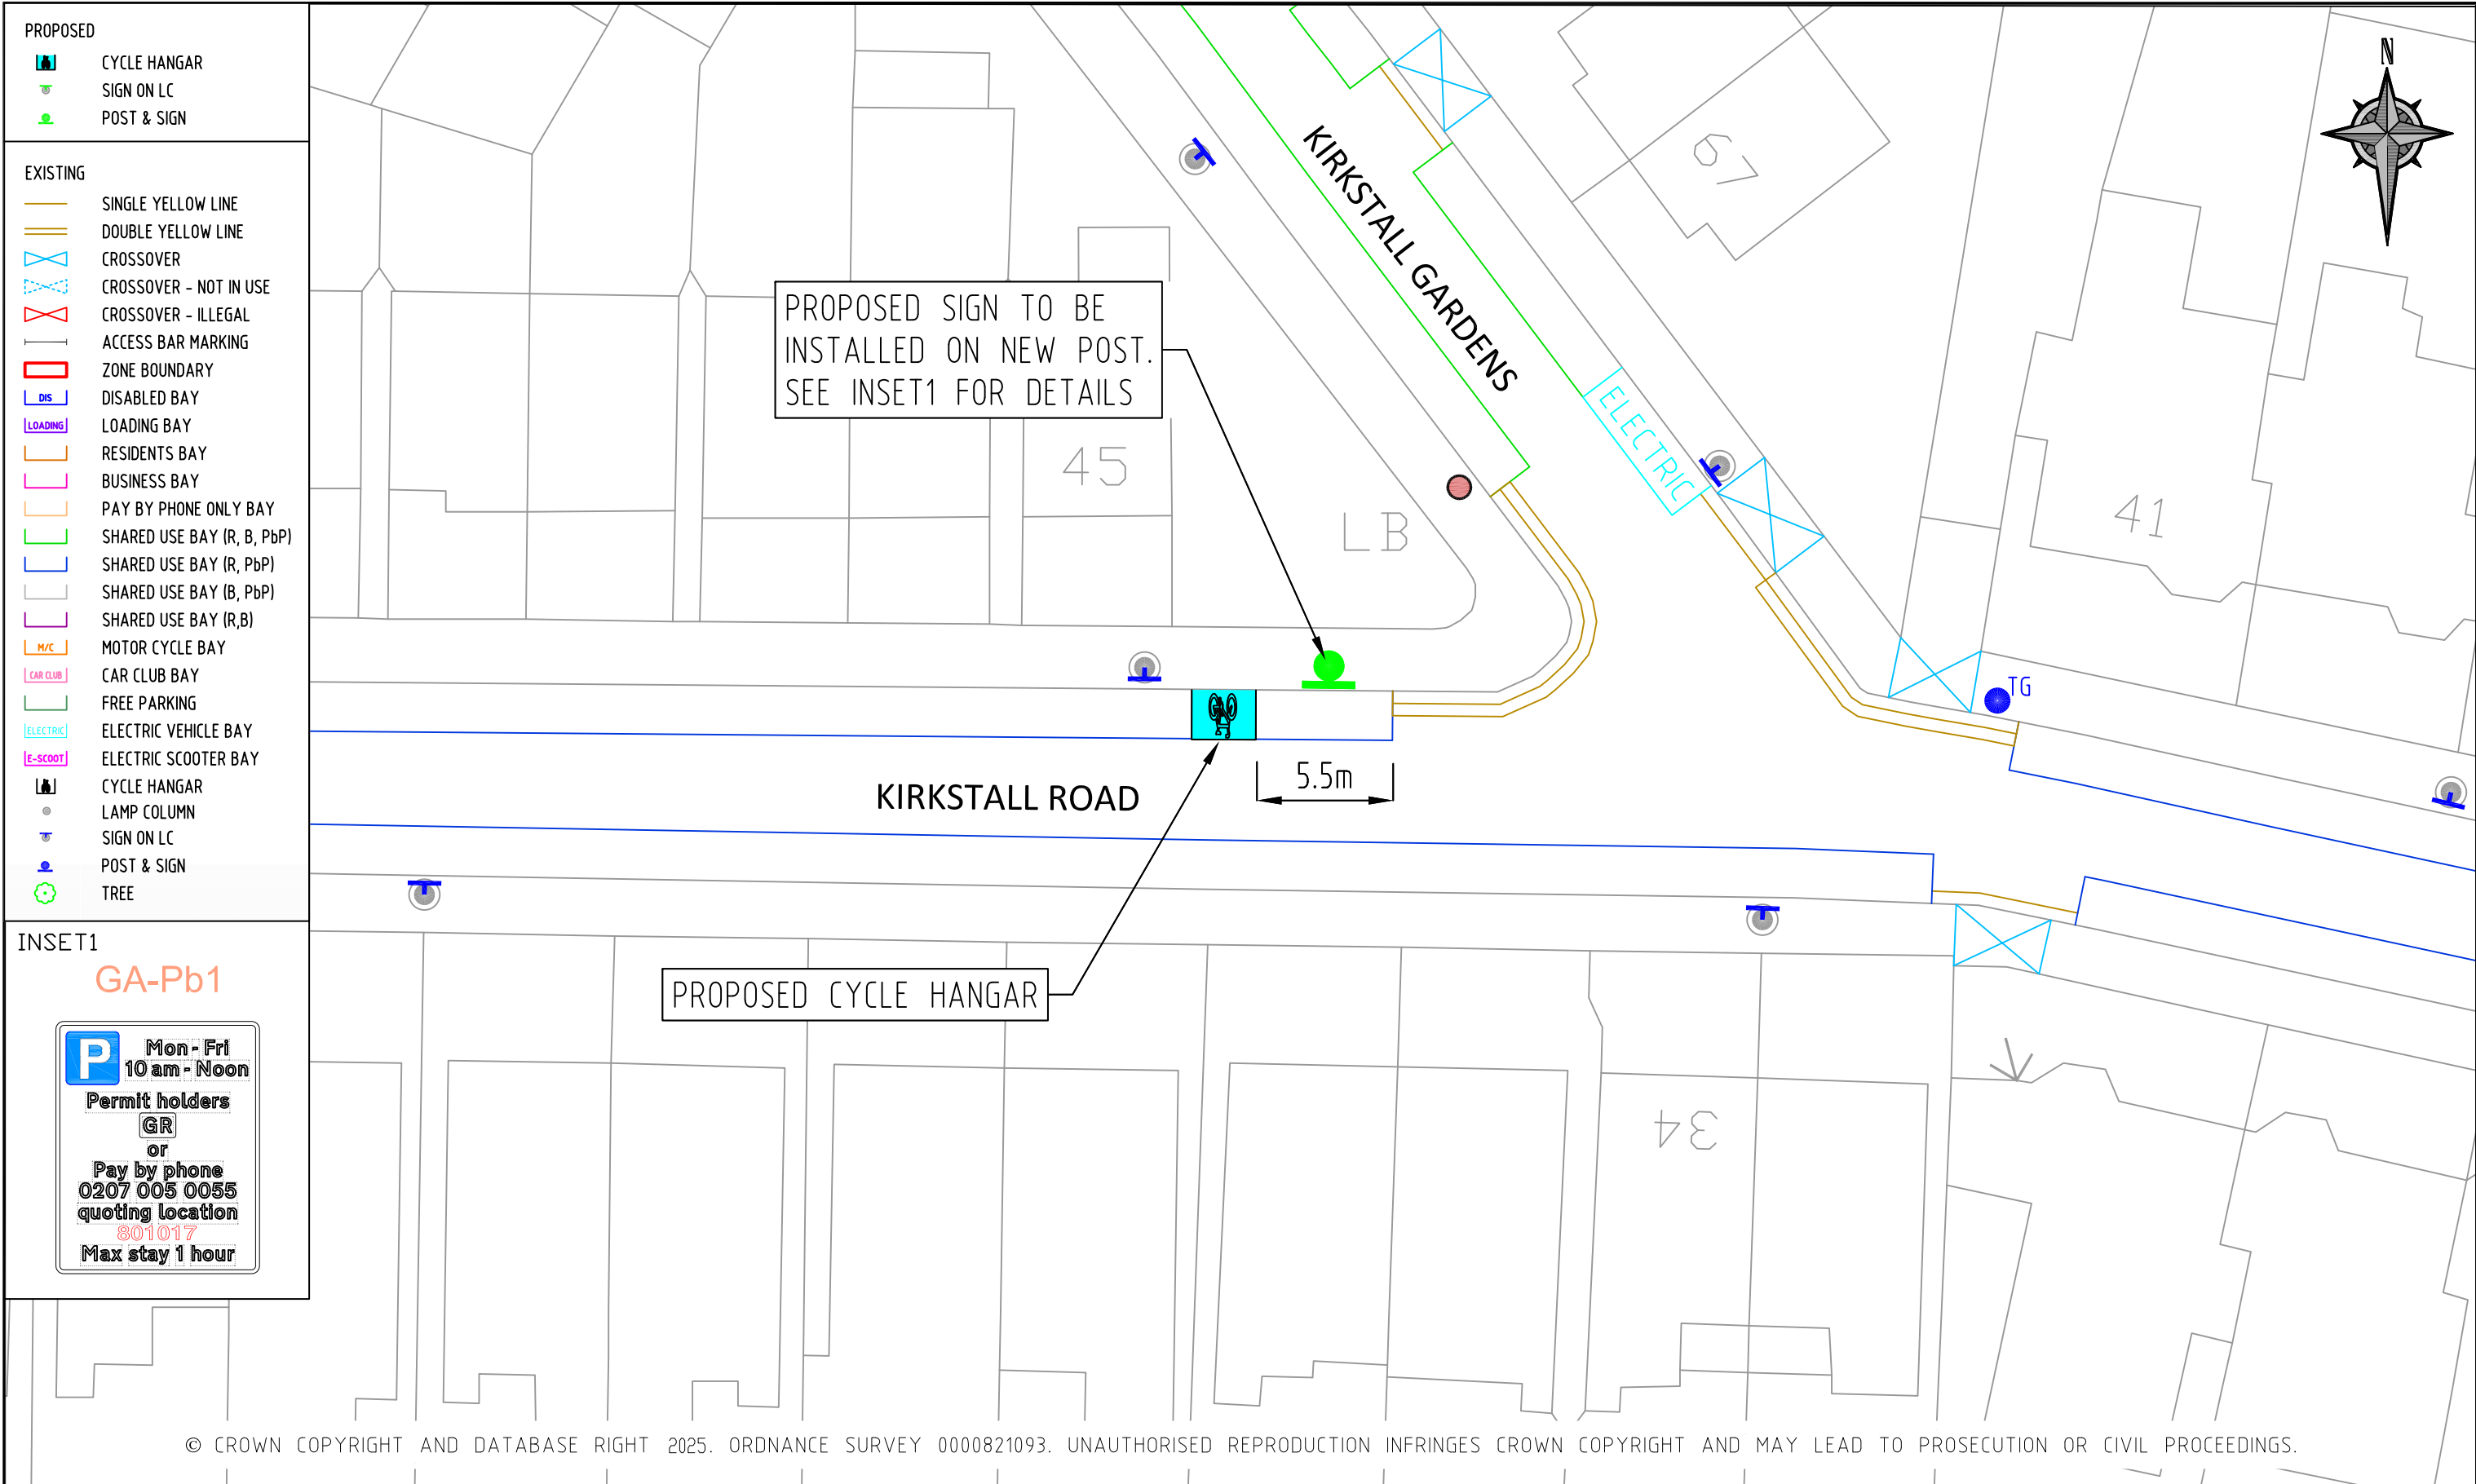 PROPOSED
CYCLE HANGAR
SIGN ON LC
POST & SIGN
EXISTING
SINGLE YELLOW LINE
DOUBLE YELLOW LINE
CROSSOVER
CROSSOVER - NOT IN USE
CROSSOVER - ILLEGAL
ACCESS BAR MARKING
ZONE BOUNDARY
DIS DISABLED BAY
LOADING LOADING BAY
RESIDENTS BAY
BUSINESS BAY
PAY BY PHONE ONLY BAY
SHARED USE BAY (R, B, PbP)
SHARED USE BAY (R, PbP)
SHARED USE BAY (B, PbP)
SHARED USE BAY (R,B)
M/C MOTOR CYCLE BAY
CAR CLUB CAR CLUB BAY
FREE PARKING
ELECTRIC ELECTRIC VEHICLE BAY
E-SCOOT ELECTRIC SCOOTER BAY
CYCLE HANGAR
LAMP COLUMN
SIGN ON LC
POST & SIGN
TREE
INSET1
GA-Pb1
P Mon - Fri
10 am - Noon
Permit holders
GR
or
Pay by phone
0207 005 0055
quoting location
801017
Max stay 1 hour
N
67
KIRKSTALL GARDENS
PROPOSED SIGN TO BE
INSTALLED ON NEW POST.
SEE INSET1 FOR DETAILS
45
LB
ELECTRIC
41
TG
5.5m
KIRKSTALL ROAD
PROPOSED CYCLE HANGAR
34
© CROWN COPYRIGHT AND DATABASE RIGHT 2025. ORDNANCE SURVEY 0000821093. UNAUTHORISED REPRODUCTION INFRINGES CROWN COPYRIGHT AND MAY LEAD TO PROSECUTION OR CIVIL PROCEEDINGS.